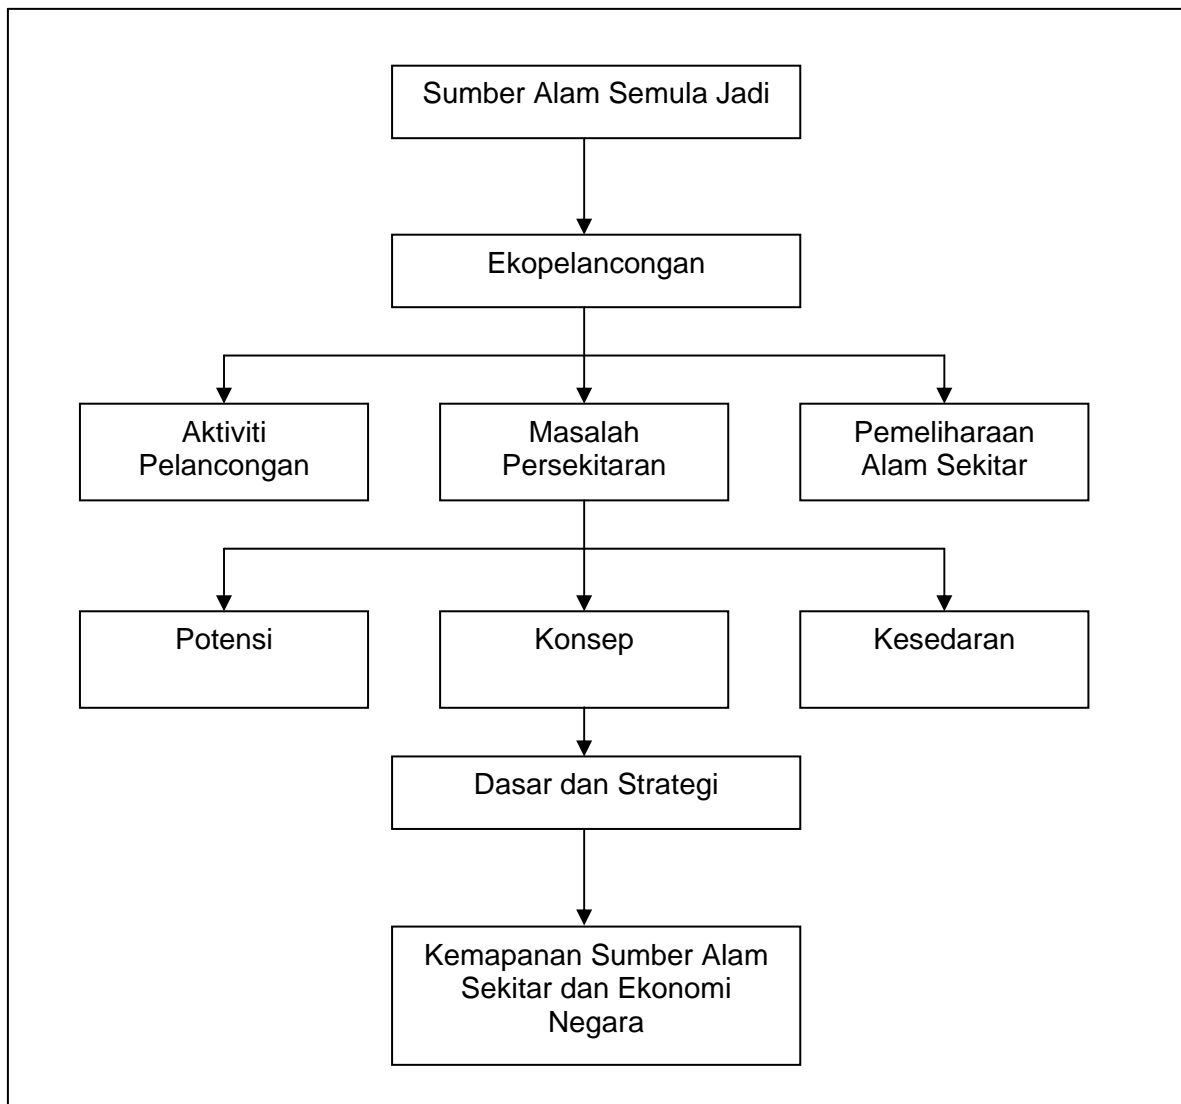 Sumber Alam Semula Jadi
Ekopelancongan
Aktiviti
Pelancongan
Masalah
Persekitaran
Pemeliharaan
Alam Sekitar
Potensi
Konsep
Kesedaran
Dasar dan Strategi
Kemapanan Sumber Alam
Sekitar dan Ekonomi
Negara